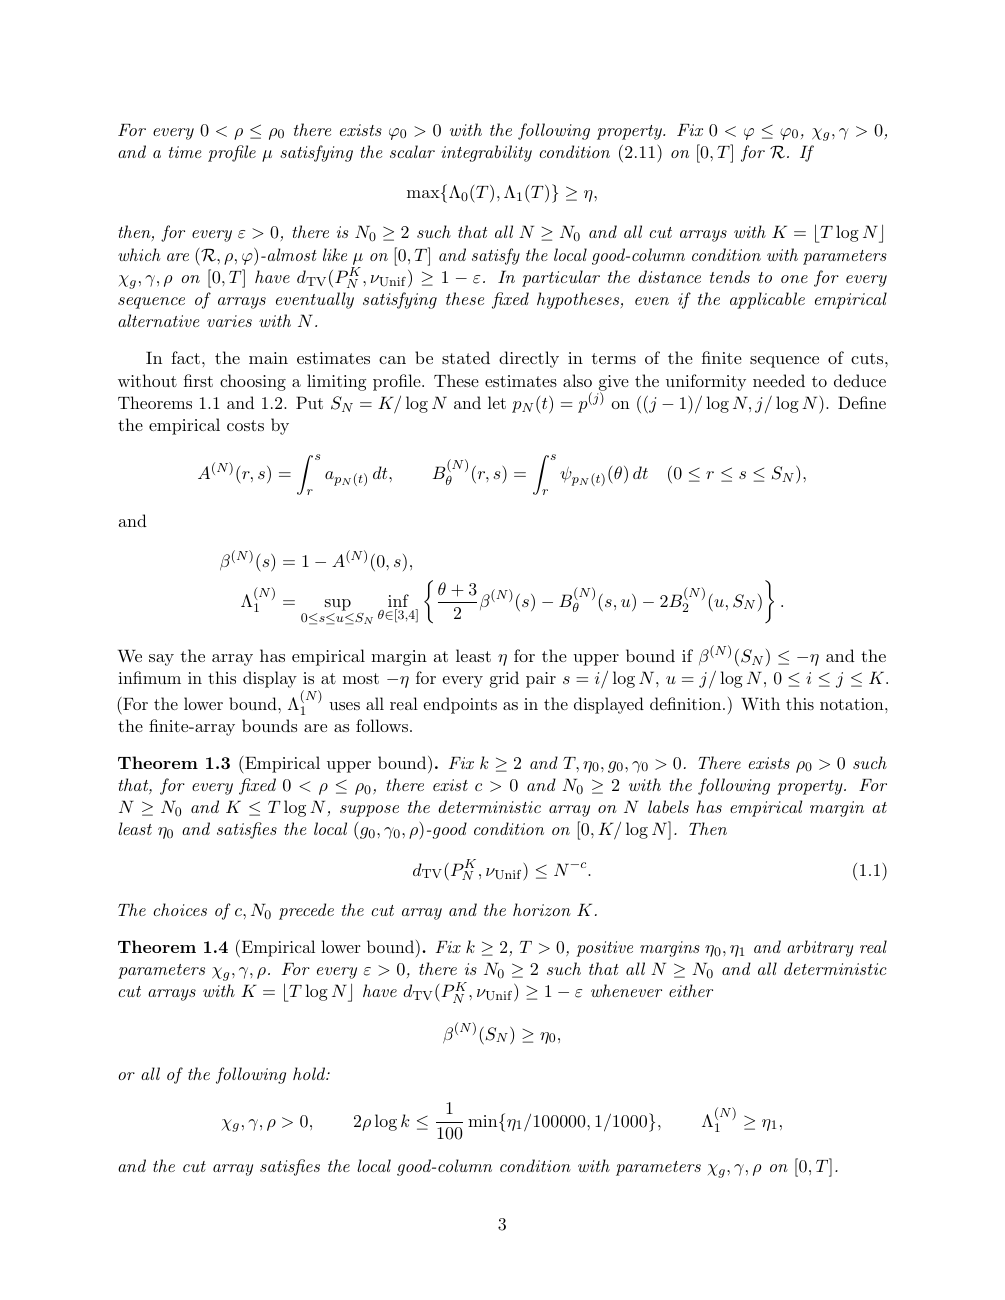 For every 0 < ρ ≤ ρ₀ there exists φ₀ > 0 with the following property. Fix 0 < φ ≤ φ₀, χ_g, γ > 0,
and a time profile μ satisfying the scalar integrability condition (2.11) on [0, T] for ℛ. If
max{Λ₀(T), Λ₁(T)} ≥ η,
then, for every ε > 0, there is N₀ ≥ 2 such that all N ≥ N₀ and all cut arrays with K = ⌊T log N⌋
which are (ℛ, ρ, φ)-almost like μ on [0, T] and satisfy the local good-column condition with parameters
χ_g, γ, ρ on [0, T] have d_TV(P_N^K, ν_Unif) ≥ 1 − ε. In particular the distance tends to one for every
sequence of arrays eventually satisfying these fixed hypotheses, even if the applicable empirical
alternative varies with N.
In fact, the main estimates can be stated directly in terms of the finite sequence of cuts,
without first choosing a limiting profile. These estimates also give the uniformity needed to deduce
Theorems 1.1 and 1.2. Put S_N = K/ log N and let p_N(t) = p^(j) on ((j − 1)/ log N, j/ log N). Define
the empirical costs by
A^(N)(r, s) = ∫_r^s a_{p_N(t)} dt, B_θ^(N)(r, s) = ∫_r^s ψ_{p_N(t)}(θ) dt (0 ≤ r ≤ s ≤ S_N),
and
β^(N)(s) = 1 − A^(N)(0, s),
Λ₁^(N) = sup_{0≤s≤u≤S_N} inf_{θ∈[3,4]} { (θ + 3)/2 β^(N)(s) − B_θ^(N)(s, u) − 2B₂^(N)(u, S_N) } .
We say the array has empirical margin at least η for the upper bound if β^(N)(S_N) ≤ −η and the
infimum in this display is at most −η for every grid pair s = i/ log N, u = j/ log N, 0 ≤ i ≤ j ≤ K.
(For the lower bound, Λ₁^(N) uses all real endpoints as in the displayed definition.) With this notation,
the finite-array bounds are as follows.
Theorem 1.3 (Empirical upper bound). Fix k ≥ 2 and T, η₀, g₀, γ₀ > 0. There exists ρ₀ > 0 such
that, for every fixed 0 < ρ ≤ ρ₀, there exist c > 0 and N₀ ≥ 2 with the following property. For
N ≥ N₀ and K ≤ T log N, suppose the deterministic array on N labels has empirical margin at
least η₀ and satisfies the local (g₀, γ₀, ρ)-good condition on [0, K/ log N]. Then
d_TV(P_N^K, ν_Unif) ≤ N^{−c}. (1.1)
The choices of c, N₀ precede the cut array and the horizon K.
Theorem 1.4 (Empirical lower bound). Fix k ≥ 2, T > 0, positive margins η₀, η₁ and arbitrary real
parameters χ_g, γ, ρ. For every ε > 0, there is N₀ ≥ 2 such that all N ≥ N₀ and all deterministic
cut arrays with K = ⌊T log N⌋ have d_TV(P_N^K, ν_Unif) ≥ 1 − ε whenever either
β^(N)(S_N) ≥ η₀,
or all of the following hold:
χ_g, γ, ρ > 0, 2ρ log k ≤ 1/100 min{η₁/100000, 1/1000}, Λ₁^(N) ≥ η₁,
and the cut array satisfies the local good-column condition with parameters χ_g, γ, ρ on [0, T].
3